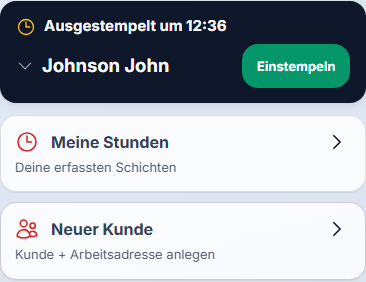 Ausgestempelt um 12:36
Johnson John
Einstempeln
Meine Stunden
Deine erfassten Schichten
Neuer Kunde
Kunde + Arbeitsadresse anlegen